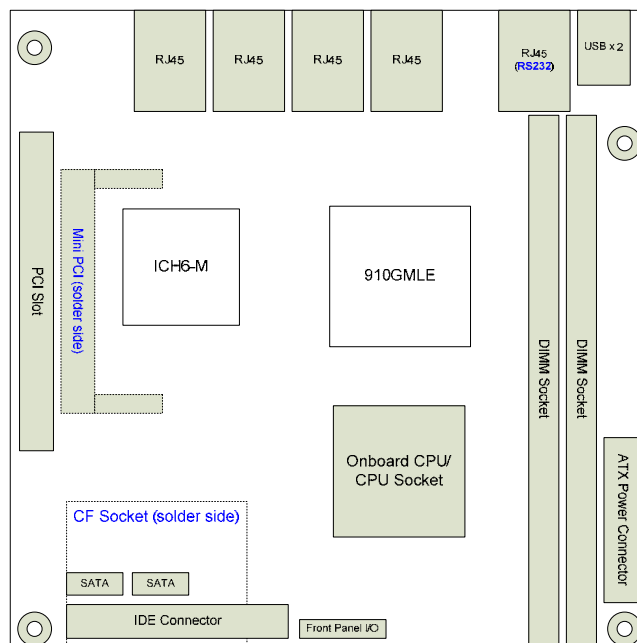 RJ45
RJ45
RJ45
RJ45
RJ45
(RS232)
USB x 2
PCI Slot
Mini PCI (solder side)
ICH6-M
910GMLE
DIMM Socket
DIMM Socket
Onboard CPU/
CPU Socket
ATX Power Connector
CF Socket (solder side)
SATA
SATA
IDE Connector
Front Panel I/O